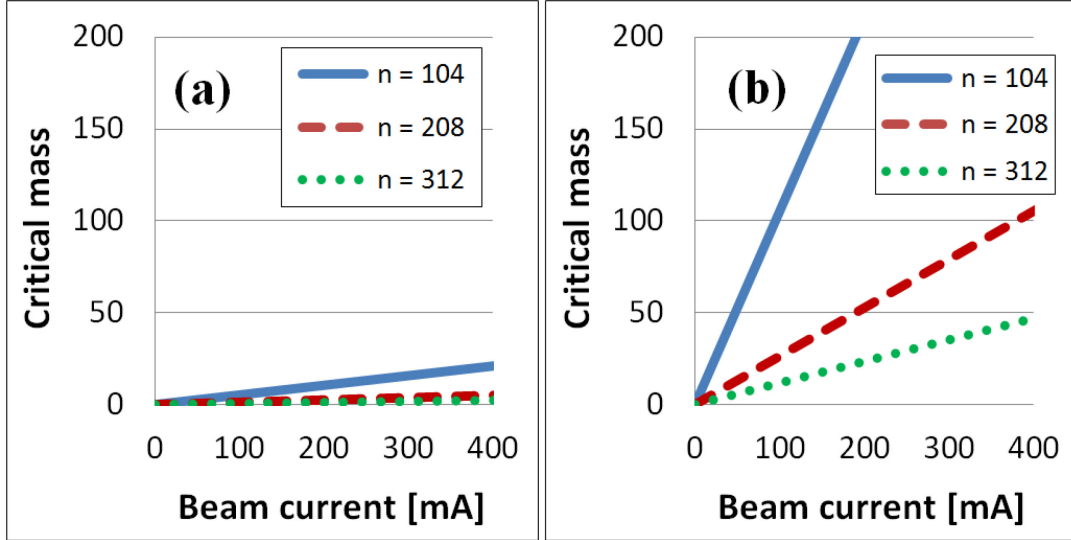 (a)
n = 104
n = 208
n = 312
200
150
100
50
0
Critical mass
0 100 200 300 400
Beam current [mA]
(b)
n = 104
n = 208
n = 312
200
150
100
50
0
Critical mass
0 100 200 300 400
Beam current [mA]